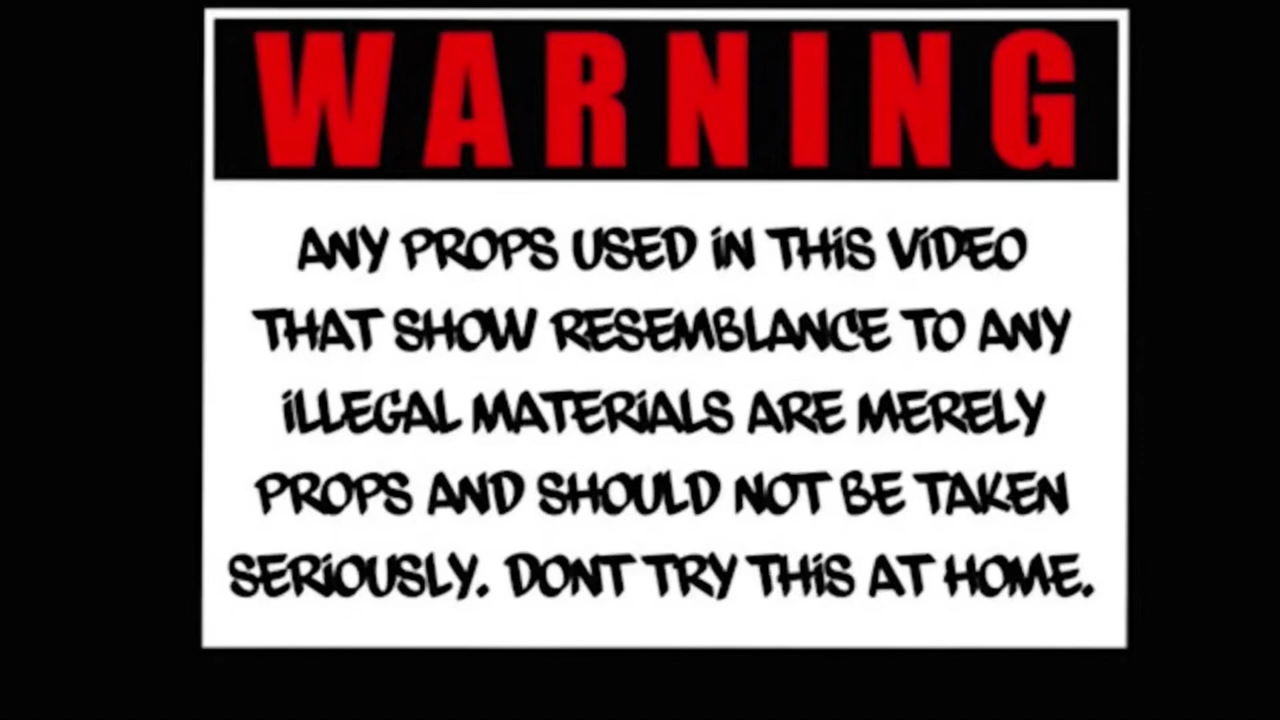 WARNING
ANY PROPS USED iN THiS ViDEO
THAT SHOW RESEMBLANCE TO ANY
iLLEGAL MATERiALS ARE MERELY
PROPS AND SHOULD NOT BE TAKEN
SERiOUSLY. DONT TRY THiS AT HOME.